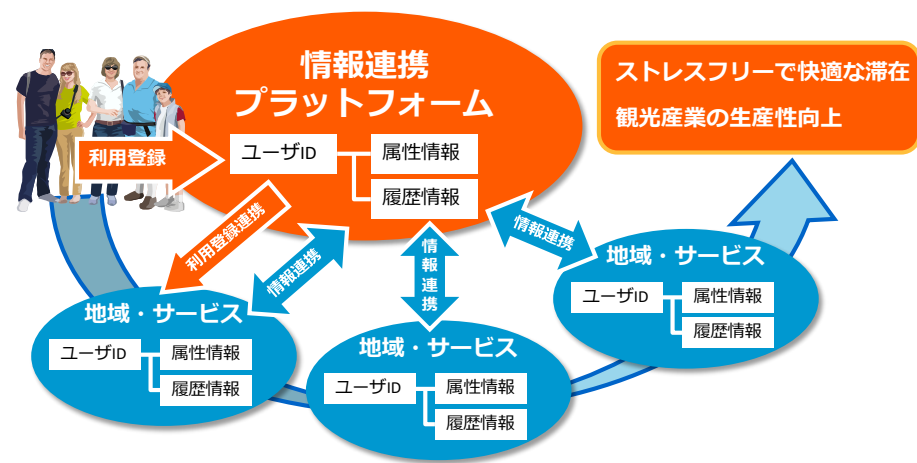 情報連携
プラットフォーム
ストレスフリーで快適な滞在
観光産業の生産性向上
利用登録
ユーザID
属性情報
履歴情報
利用登録連携
情報連携
情報連携
情報連携
地域・サービス
ユーザID
属性情報
履歴情報
地域・サービス
ユーザID
属性情報
履歴情報
地域・サービス
ユーザID
属性情報
履歴情報